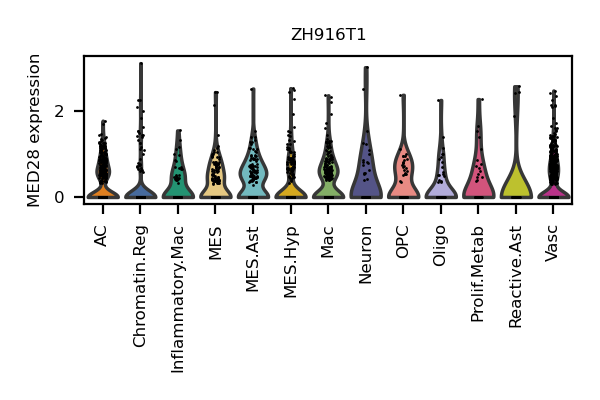 ZH916T1
MED28 expression
2
0
AC
Chromatin.Reg
Inflammatory.Mac
MES
MES.Ast
MES.Hyp
Mac
Neuron
OPC
Oligo
Prolif.Metab
Reactive.Ast
Vasc